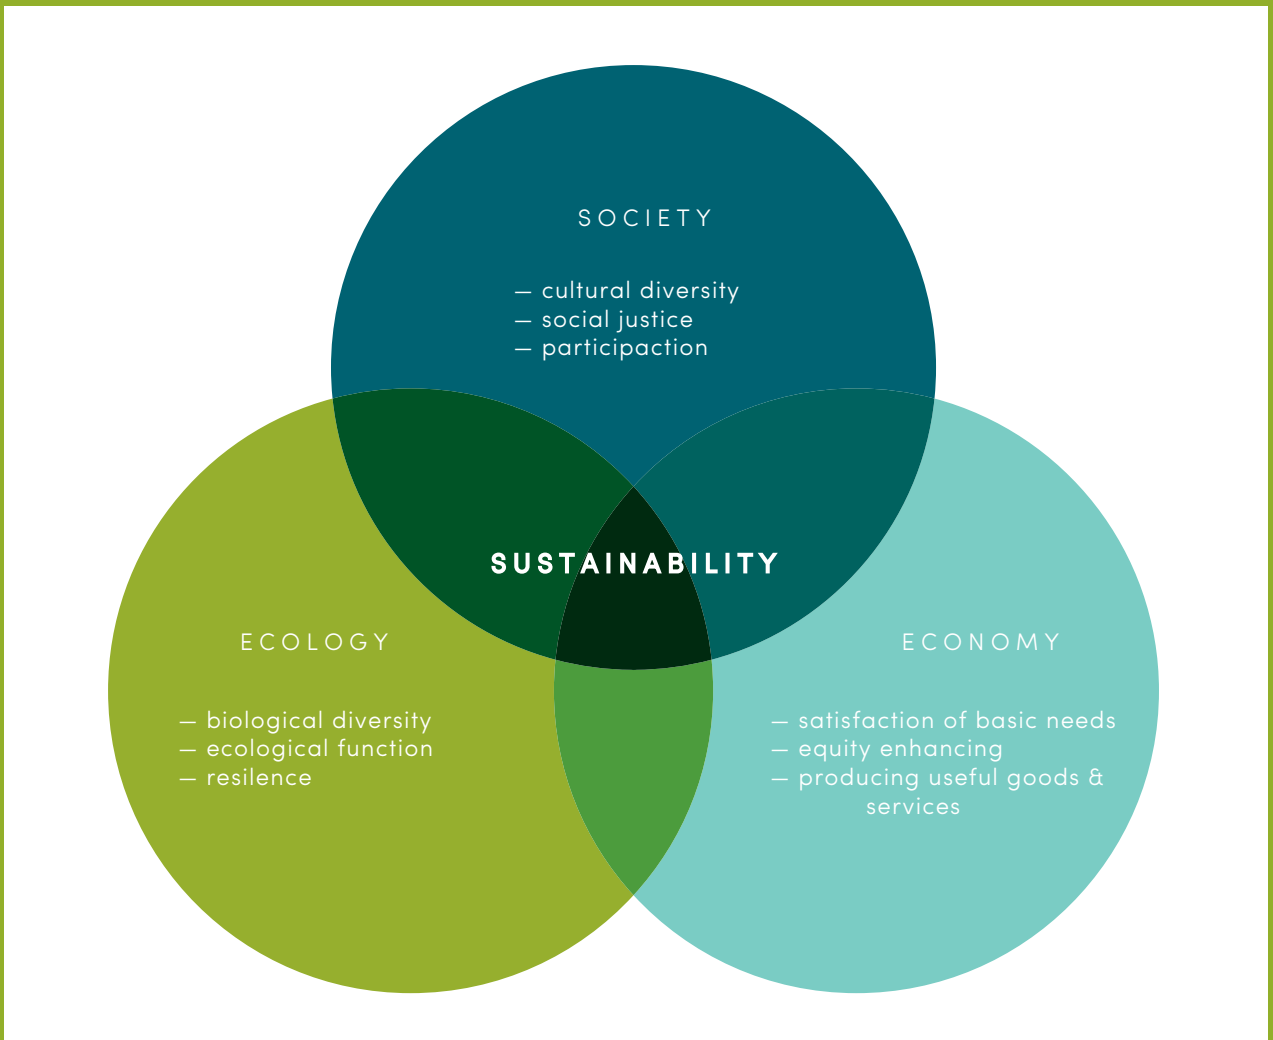 SOCIETY
— cultural diversity
— social justice
— participaction
SUSTAINABILITY
ECOLOGY
— biological diversity
— ecological function
— resilence
ECONOMY
— satisfaction of basic needs
— equity enhancing
— producing useful goods &
services